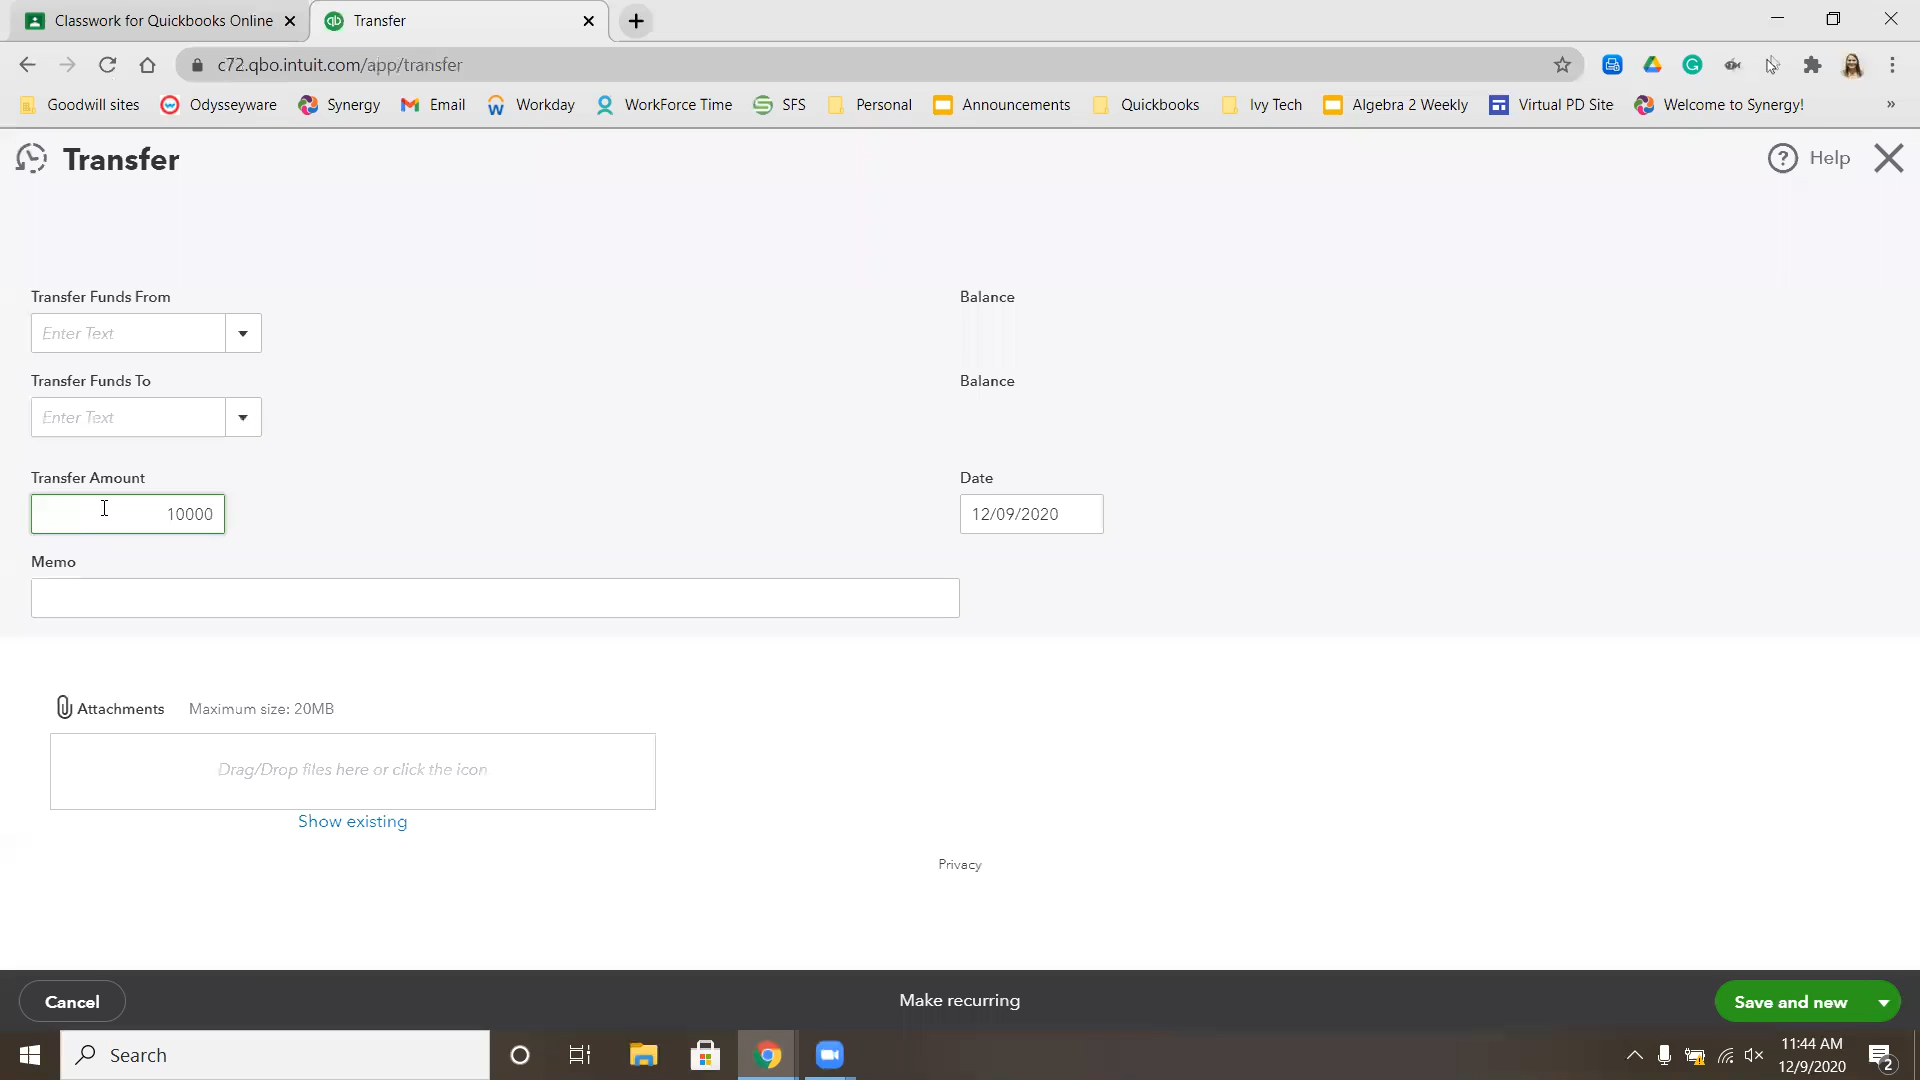 Classwork for Quickbooks Online
qb Transfer
c72.qbo.intuit.com/app/transfer
Goodwill sites Odysseyware Synergy Email Workday WorkForce Time SFS Personal Announcements Quickbooks Ivy Tech Algebra 2 Weekly Virtual PD Site Welcome to Synergy! »
Transfer
? Help
Transfer Funds From Balance
Enter Text
Transfer Funds To Balance
Enter Text
Transfer Amount Date
10000 12/09/2020
Memo
Attachments Maximum size: 20MB
Drag/Drop files here or click the icon
Show existing
Privacy
Cancel Make recurring Save and new
Search
11:44 AM
12/9/2020
2